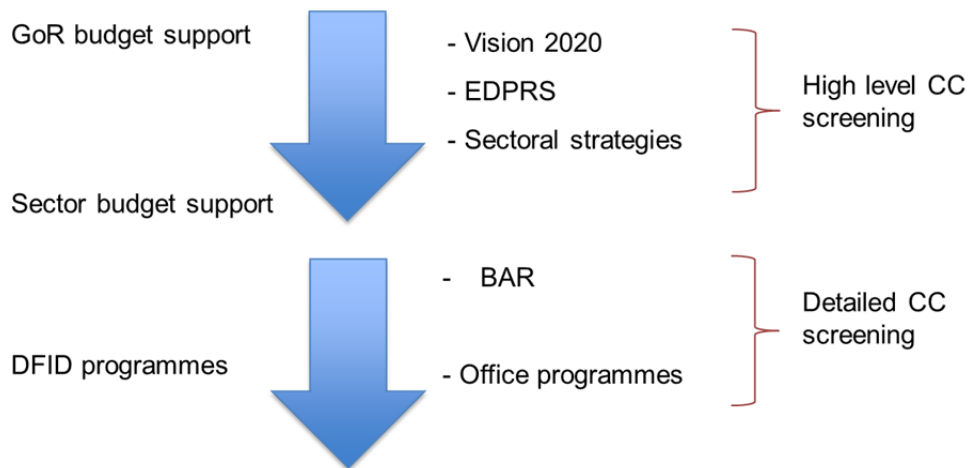 GoR budget support
- Vision 2020
- EDPRS
- Sectoral strategies
High level CC
screening
Sector budget support
- BAR
DFID programmes
- Office programmes
Detailed CC
screening